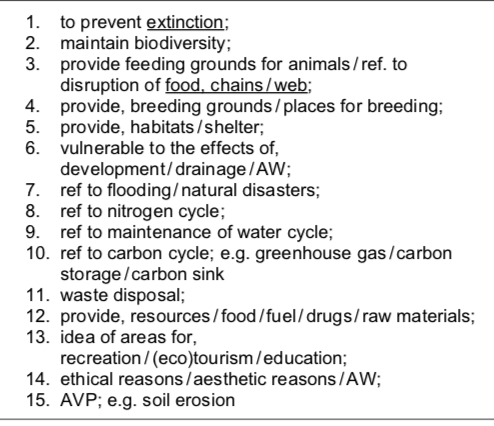 1. to prevent extinction;
2. maintain biodiversity;
3. provide feeding grounds for animals/ref. to
disruption of food, chains/web;
4. provide, breeding grounds/places for breeding;
5. provide, habitats/shelter;
6. vulnerable to the effects of,
development/drainage/AW;
7. ref to flooding/natural disasters;
8. ref to nitrogen cycle;
9. ref to maintenance of water cycle;
10. ref to carbon cycle; e.g. greenhouse gas/carbon
storage/carbon sink
11. waste disposal;
12. provide, resources/food/fuel/drugs/raw materials;
13. idea of areas for,
recreation/(eco)tourism/education;
14. ethical reasons/aesthetic reasons/AW;
15. AVP; e.g. soil erosion